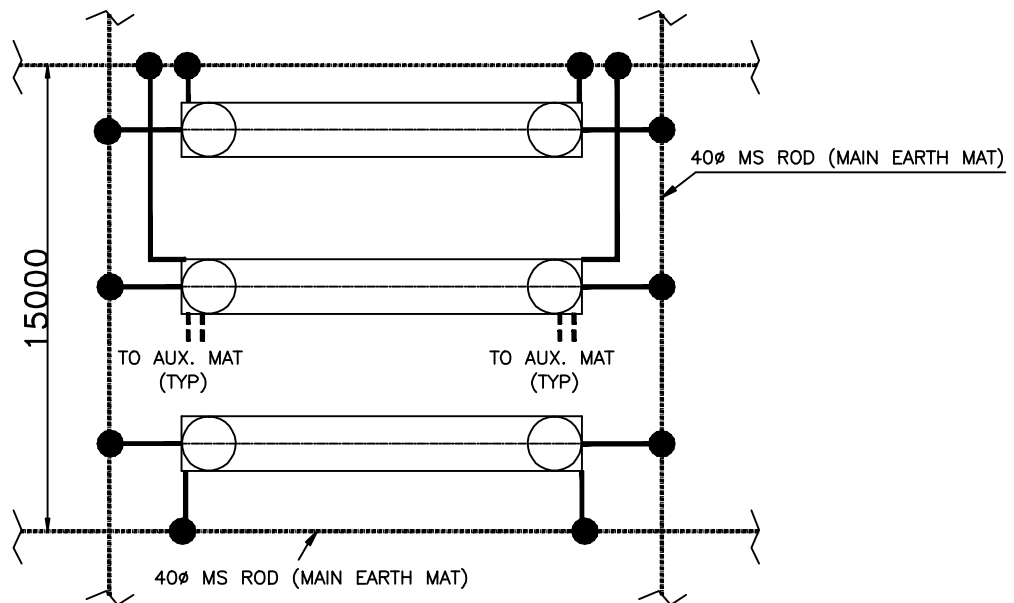 40ø MS ROD (MAIN EARTH MAT)
15000
TO AUX. MAT
(TYP)
TO AUX. MAT
(TYP)
40ø MS ROD (MAIN EARTH MAT)